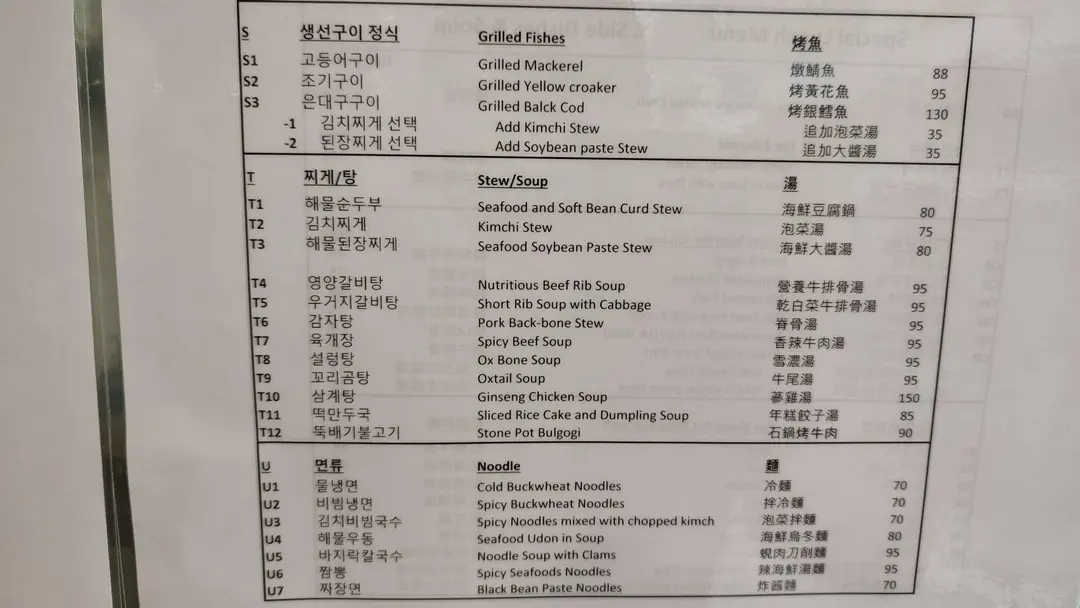 S 생선구이 정식 Grilled Fishes 烤魚
S1 고등어구이 Grilled Mackerel 燉鯖魚 88
S2 조기구이 Grilled Yellow croaker 烤黃花魚 95
S3 은대구구이 Grilled Balck Cod 烤銀鱈魚 130
-1 김치찌게 선택 Add Kimchi Stew 追加泡菜湯 35
-2 된장찌게 선택 Add Soybean paste Stew 追加大醬湯 35
T 찌게/탕 Stew/Soup 湯
T1 해물순두부 Seafood and Soft Bean Curd Stew 海鮮豆腐鍋 80
T2 김치찌게 Kimchi Stew 泡菜湯 75
T3 해물된장찌게 Seafood Soybean Paste Stew 海鮮大醬湯 80
T4 영양갈비탕 Nutritious Beef Rib Soup 營養牛排骨湯 95
T5 우거지갈비탕 Short Rib Soup with Cabbage 乾白菜牛排骨湯 95
T6 감자탕 Pork Back-bone Stew 脊骨湯 95
T7 육개장 Spicy Beef Soup 香辣牛肉湯 95
T8 설렁탕 Ox Bone Soup 雪濃湯 95
T9 꼬리곰탕 Oxtail Soup 牛尾湯 95
T10 삼계탕 Ginseng Chicken Soup 蔘雞湯 150
T11 떡만두국 Sliced Rice Cake and Dumpling Soup 年糕餃子湯 85
T12 뚝배기불고기 Stone Pot Bulgogi 石鍋烤牛肉 90
U 면류 Noodle 麵
U1 물냉면 Cold Buckwheat Noodles 冷麵 70
U2 비빔냉면 Spicy Buckwheat Noodles 拌冷麵 70
U3 김치비빔국수 Spicy Noodles mixed with chopped kimch 泡菜拌麵 70
U4 해물우동 Seafood Udon in Soup 海鮮烏冬麵 80
U5 바지락칼국수 Noodle Soup with Clams 蜆肉刀削麵 95
U6 짬뽕 Spicy Seafoods Noodles 辣海鮮湯麵 95
U7 짜장면 Black Bean Paste Noodles 炸醬麵 70